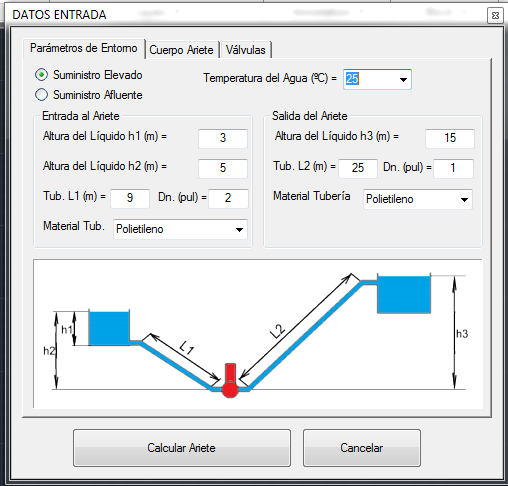 DATOS ENTRADA
Parámetros de Entorno Cuerpo Ariete Válvulas
Suministro Elevado Temperatura del Agua (ºC) = 25
Suministro Afluente
Entrada al Ariete Salida del Ariete
Altura del Líquido h1 (m) = 3 Altura del Líquido h3 (m) = 15
Altura del Líquido h2 (m) = 5 Tub. L2 (m) = 25 Dn. (pul) = 1
Tub. L1 (m) = 9 Dn. (pul) = 2 Material Tubería Polietileno
Material Tub. Polietileno
h1
h2
L1
L2
h3
Calcular Ariete Cancelar